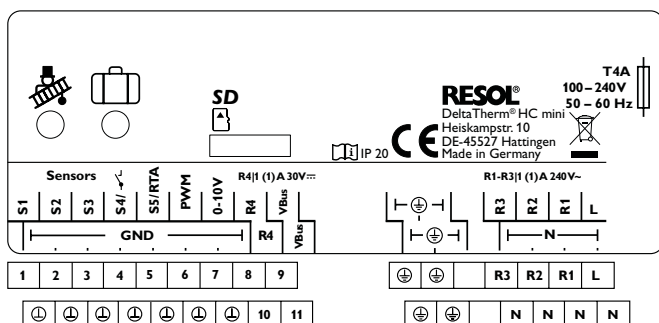 SD
RESOL®
T4A
100 – 240V
50 – 60 Hz
DeltaTherm® HC mini
Heiskampstr. 10
DE-45527 Hattingen
Made in Germany
i IP 20 CE
Sensors R4|1 (1) A 30V⎓ R1-R3|1 (1) A 240V~
S1 S2 S3 S4/ S5/RTA PWM 0-10V R4 VBus R3 R2 R1 L
GND R4 VBus N
1 2 3 4 5 6 7 8 9 R3 R2 R1 L
10 11 N N N N